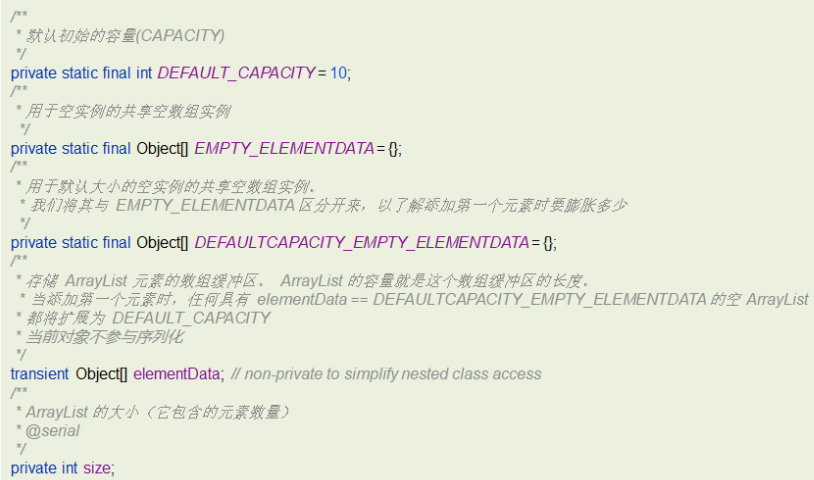 /**
* 默认初始的容量(CAPACITY)
*/
private static final int DEFAULT_CAPACITY = 10;
/**
* 用于空实例的共享空数组实例
*/
private static final Object[] EMPTY_ELEMENTDATA = {};
/**
* 用于默认大小的空实例的共享空数组实例.
* 我们将其与 EMPTY_ELEMENTDATA 区分开来，以了解添加第一个元素时要膨胀多少
*/
private static final Object[] DEFAULTCAPACITY_EMPTY_ELEMENTDATA = {};
/**
* 存储 ArrayList 元素的数组缓冲区. ArrayList 的容量就是这个数组缓冲区的长度.
* 当添加第一个元素时，任何具有 elementData == DEFAULTCAPACITY_EMPTY_ELEMENTDATA 的空 ArrayList
* 都将扩展为 DEFAULT_CAPACITY
* 当前对象不参与序列化
*/
transient Object[] elementData; // non-private to simplify nested class access
/**
* ArrayList 的大小（它包含的元素数量）
* @serial
*/
private int size;